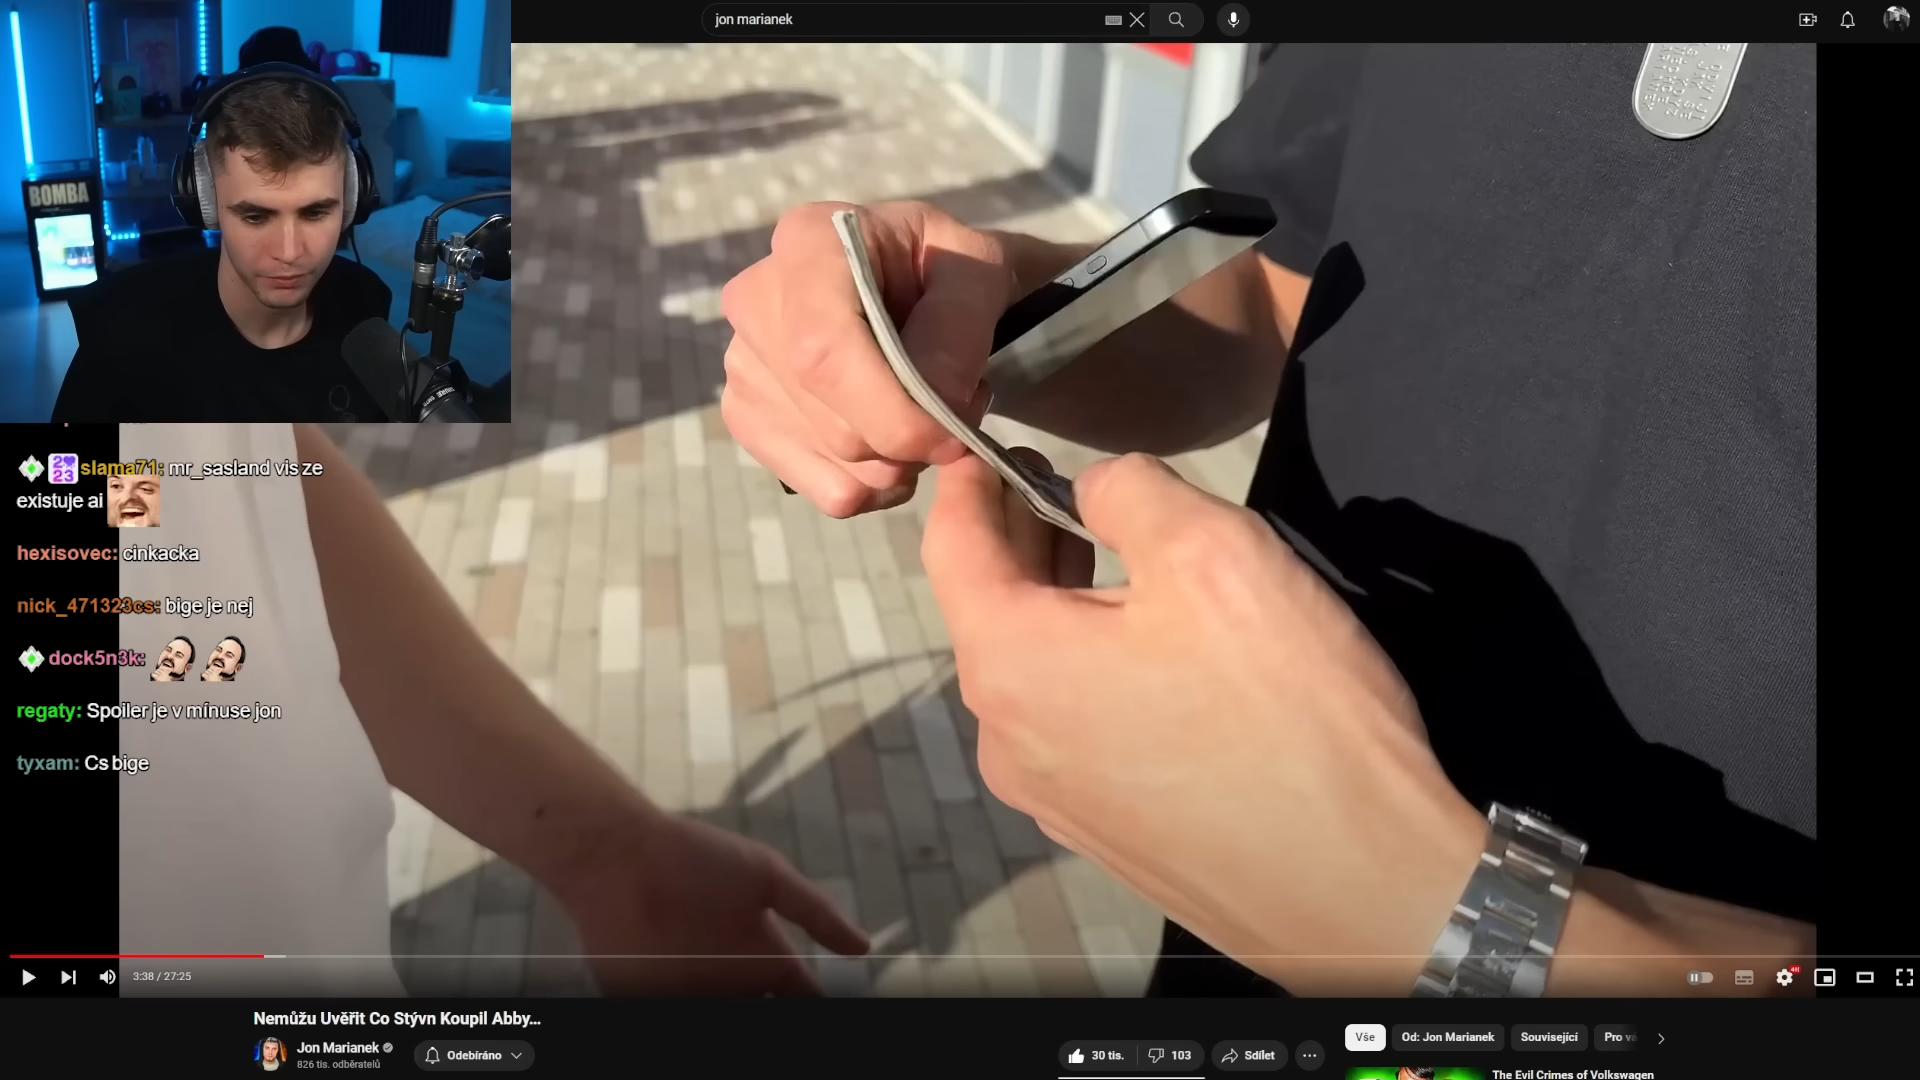 jon marianek
BOMBA
slama71: mr_sasland vis ze
existuje ai
hexisovec: cinkacka
nick_471323cs: bige je nej
dock5n3k:
regaty: Spoiler je v mínuse jon
tyxam: Cs bige
3:38 / 27:25
Nemůžu Uvěřit Co Stývn Koupil Abby...
Jon Marianek
826 tis. odběratelů
Odebíráno
30 tis.
103
Sdílet
Vše
Od: Jon Marianek
Související
Pro
The Evil Crimes of Volkswagen